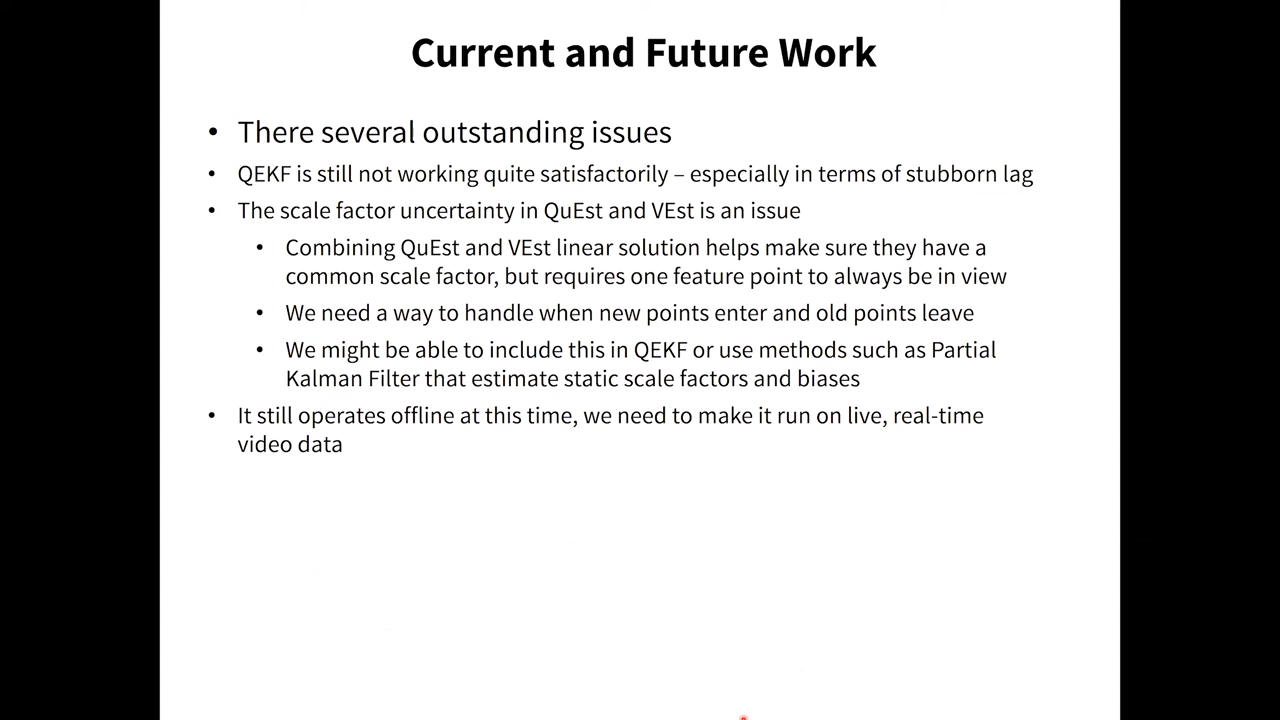 Current and Future Work
• There several outstanding issues
• QEKF is still not working quite satisfactorily – especially in terms of stubborn lag
• The scale factor uncertainty in QuEst and VEst is an issue
• Combining QuEst and VEst linear solution helps make sure they have a
common scale factor, but requires one feature point to always be in view
• We need a way to handle when new points enter and old points leave
• We might be able to include this in QEKF or use methods such as Partial
Kalman Filter that estimate static scale factors and biases
• It still operates offline at this time, we need to make it run on live, real-time
video data